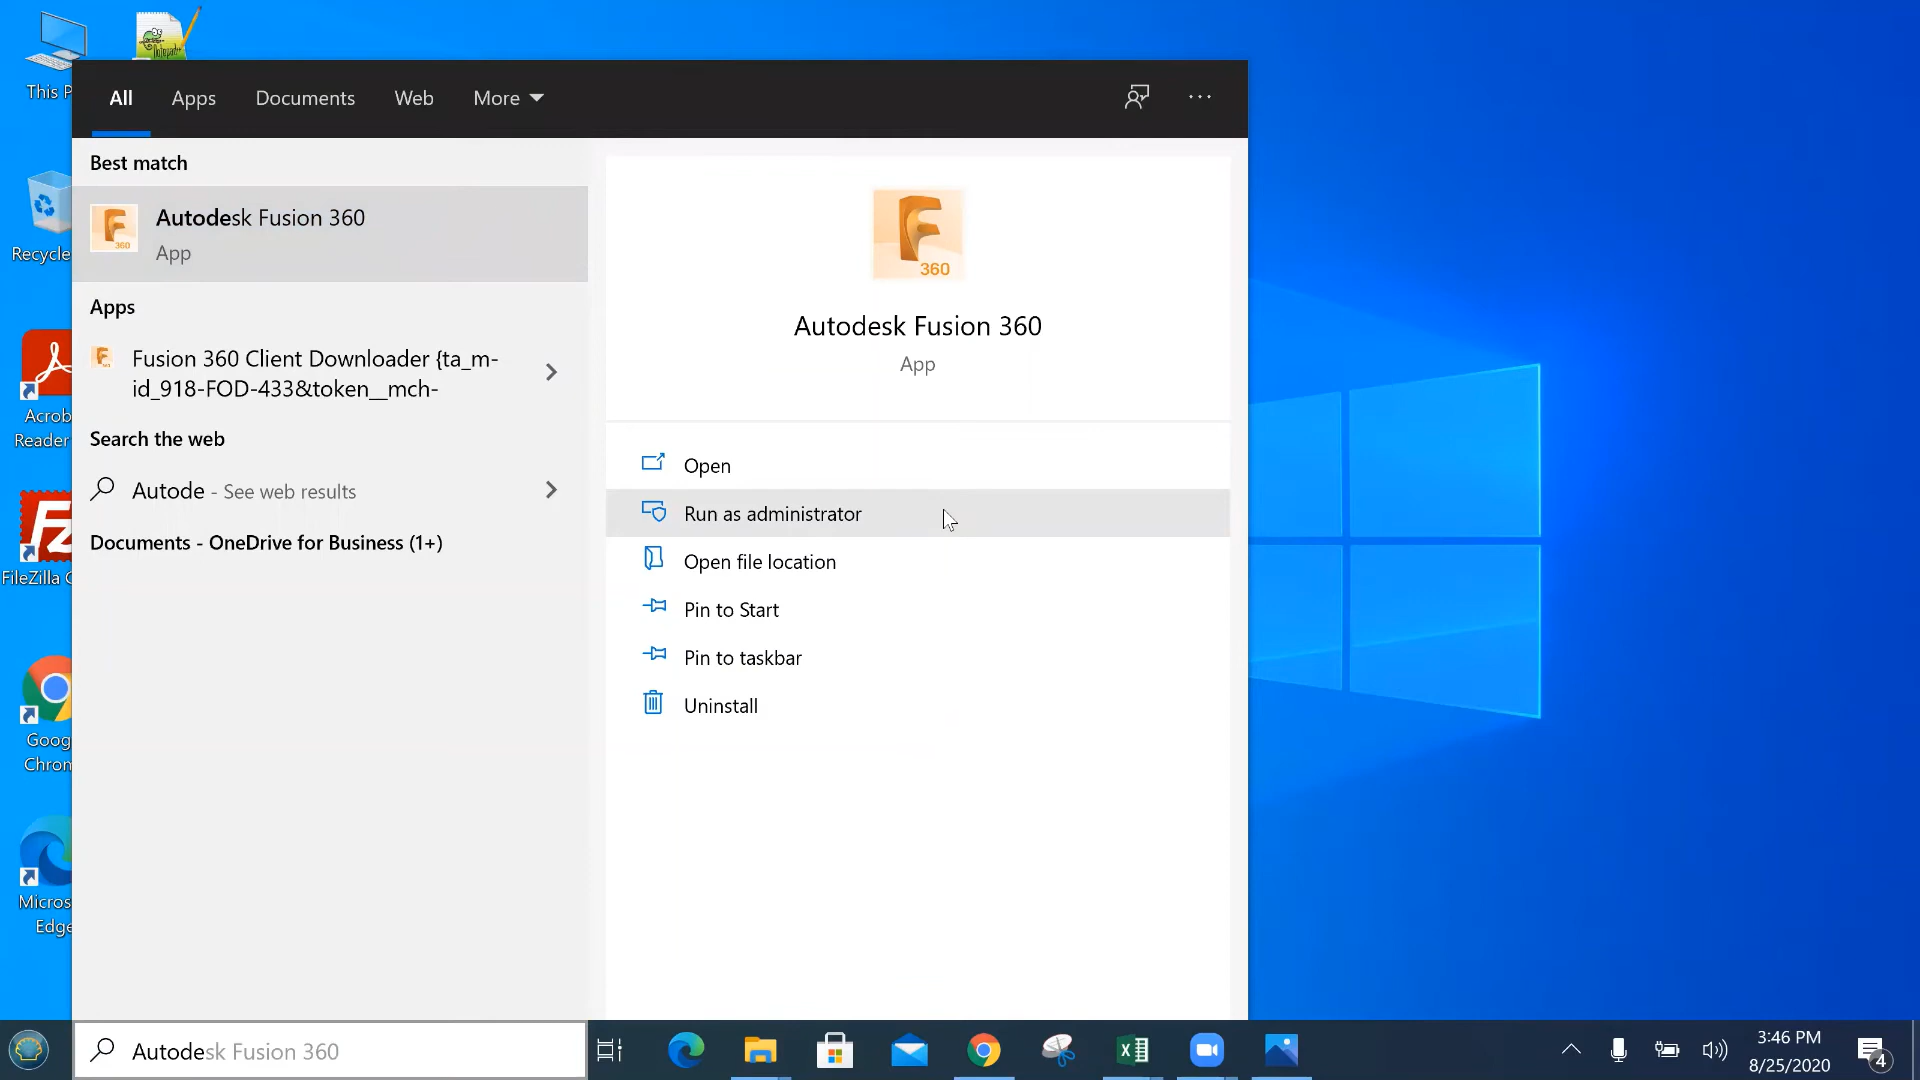 This P
Notepad++
All
Apps
Documents
Web
More
Best match
Autodesk Fusion 360
App
Apps
Fusion 360 Client Downloader {ta_m-
id_918-FOD-433&token__mch-
Search the web
Autode - See web results
Documents - OneDrive for Business (1+)
360
360
Autodesk Fusion 360
App
Open
Run as administrator
Open file location
Pin to Start
Pin to taskbar
Uninstall
Recycle
Acrob
Reader
FileZilla C
Goog
Chrom
Micros
Edge
Autodesk Fusion 360
3:46 PM
8/25/2020
4